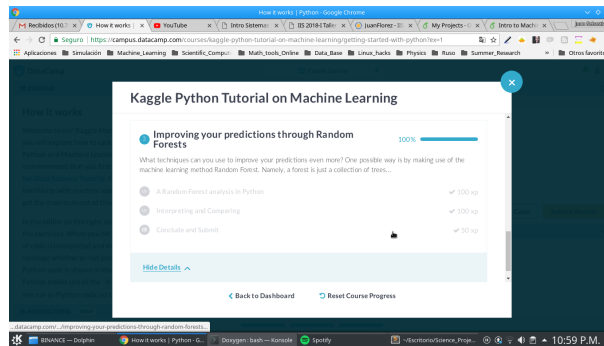 How it works | Python - Google Chrome
M Recibidos (10.
How it works |
YouTube
Intro Sistemas
IIS 2018-I Taller
JuanFlorez
My Projects - O
Intro to Mach
Seguro | https://campus.datacamp.com/courses/kaggle-python-tutorial-on-machine-learning/getting-started-with-python?ex=1
Aplicaciones Simulación Machine_Learning Scientific_Comput Math_tools_Online Data_Base Linux_hacks Physics Ruso Summer_Research » Otros favoritos
How it works
Kaggle Python Tutorial on Machine Learning
Improving your predictions through Random
Forests
100%
What techniques can you use to improve your predictions even more? One possible way is by making use of the
machine learning method Random Forest. Namely, a forest is just a collection of trees...
A Random Forest analysis in Python 100 xp
Interpreting and Comparing 100 xp
Conclude and Submit 50 xp
Hide Details
Back to Dashboard Reset Course Progress
...datacamp.com/.../improving-your-predictions-through-random-forests...
BINANCE — Dolphin How it works | Python - G... Doxygen : bash — Konsole Spotify ~/Escritorio/Science_Proje... 10:59 P.M.